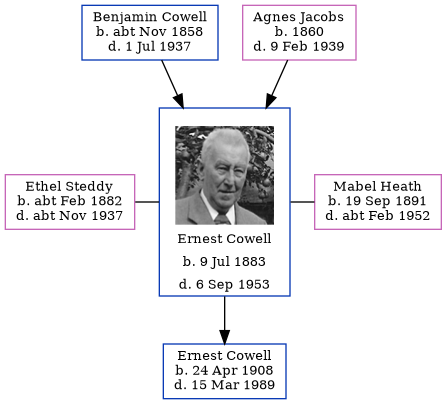 Benjamin Cowell
b. abt Nov 1858
d. 1 Jul 1937
Agnes Jacobs
b. 1860
d. 9 Feb 1939
Ethel Steddy
b. abt Feb 1882
d. abt Nov 1937
Ernest Cowell
b. 9 Jul 1883
d. 6 Sep 1953
Mabel Heath
b. 19 Sep 1891
d. abt Feb 1952
Ernest Cowell
b. 24 Apr 1908
d. 15 Mar 1989